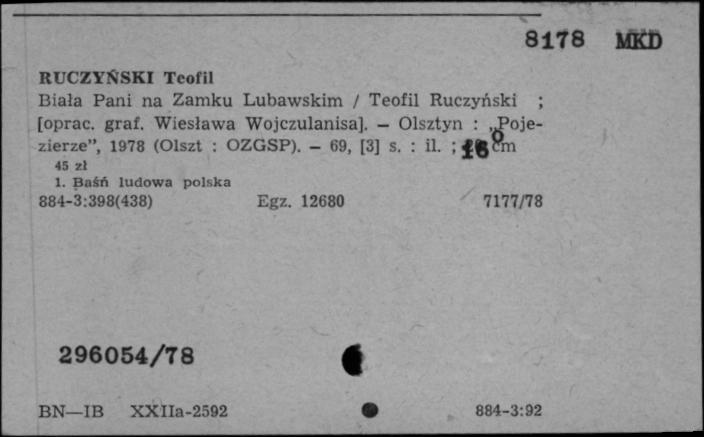 8178 MKD
RUCZYŃSKI Teofil
Biała Pani na Zamku Lubawskim / Teofil Ruczyński ;
[oprac. graf. Wiesława Wojczulanisa]. — Olsztyn : „Poje-
zierze”, 1978 (Olszt : OZGSP). — 69, [3] s. : il. ; cm
16°
45 zł
1. Baśń ludowa polska
884-3:398(438) Egz. 12680 7177/78
296054/78
BN—IB XXIIa-2592 884-3:92